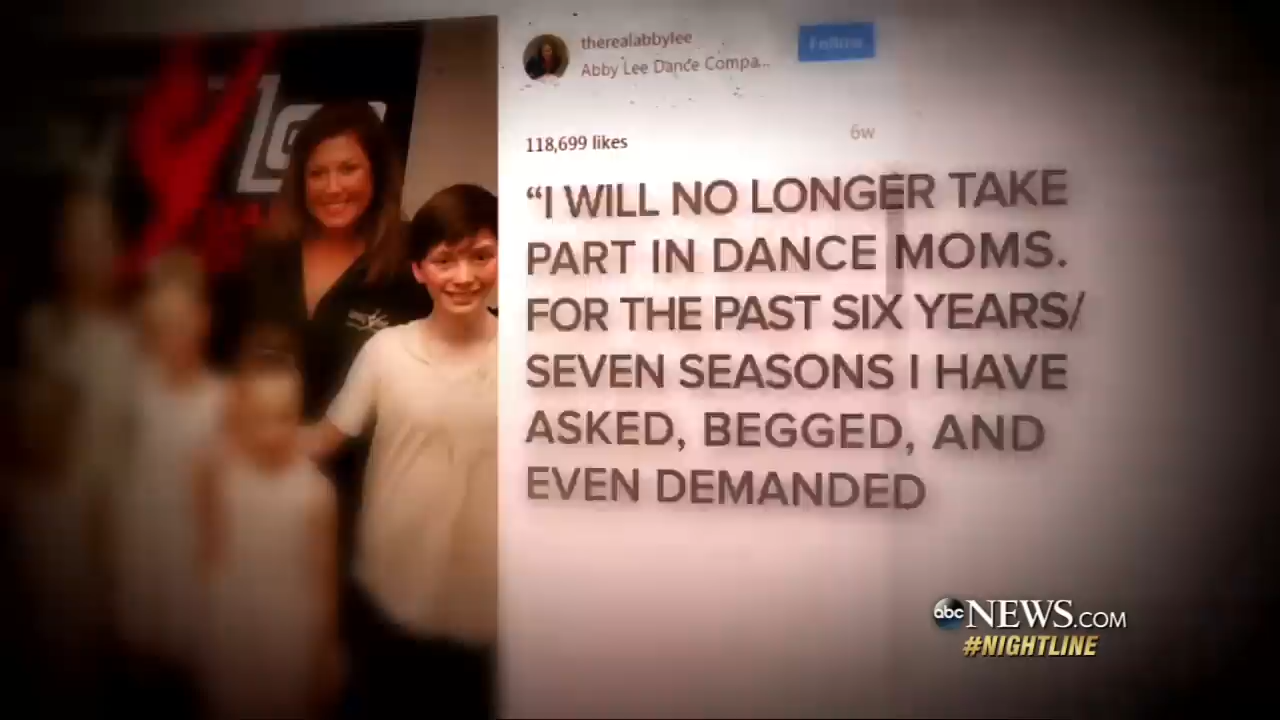 therealabbylee
Follow
Abby Lee Dance Compa...
118,699 likes
6w
“I WILL NO LONGER TAKE
PART IN DANCE MOMS.
FOR THE PAST SIX YEARS/
SEVEN SEASONS I HAVE
ASKED, BEGGED, AND
EVEN DEMANDED
abc NEWS.COM
#NIGHTLINE